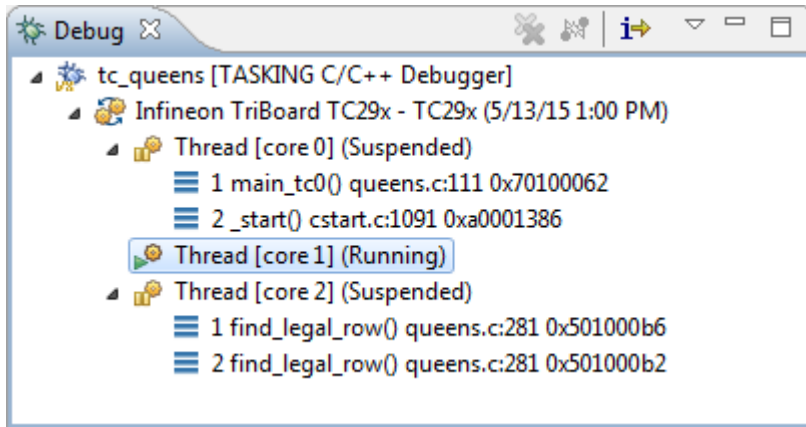 Debug
tc_queens [TASKING C/C++ Debugger]
Infineon TriBoard TC29x - TC29x (5/13/15 1:00 PM)
Thread [core 0] (Suspended)
1 main_tc0() queens.c:111 0x70100062
2 _start() cstart.c:1091 0xa0001386
Thread [core 1] (Running)
Thread [core 2] (Suspended)
1 find_legal_row() queens.c:281 0x501000b6
2 find_legal_row() queens.c:281 0x501000b2